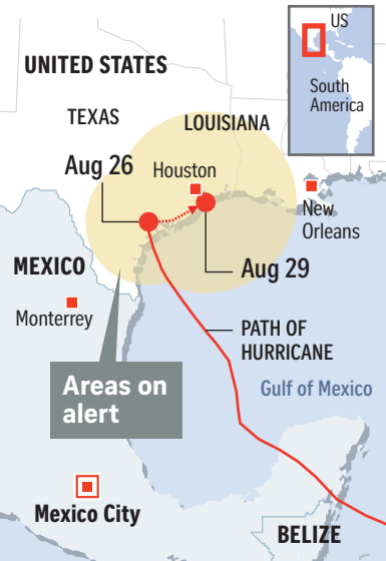 US
South
America
UNITED STATES
TEXAS
LOUISIANA
Aug 26
Houston
New
Orleans
Aug 29
MEXICO
Monterrey
PATH OF
HURRICANE
Areas on
alert
Gulf of Mexico
Mexico City
BELIZE